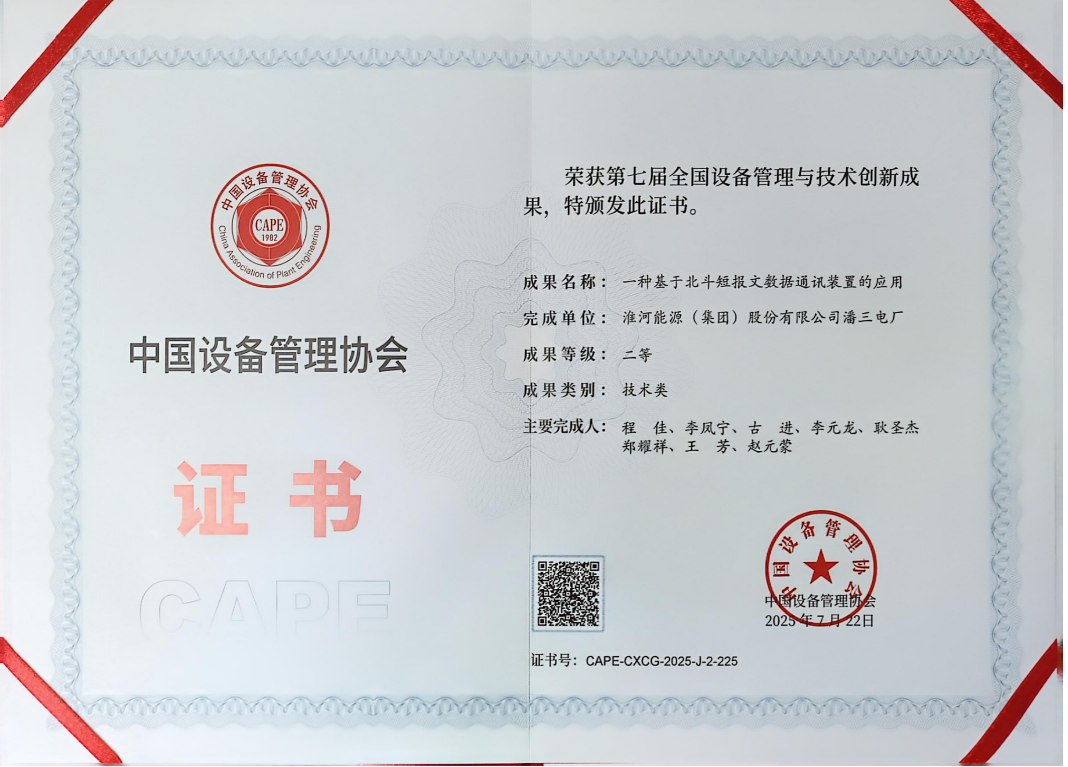 中国设备管理协会
CAPE
1982
China Association of Plant Engineering
中国设备管理协会
证书
CAPE
荣获第七届全国设备管理与技术创新成
果，特颁发此证书。
成果名称：一种基于北斗短报文数据通讯装置的应用
完成单位：淮河能源（集团）股份有限公司潘三电厂
成果等级：二等
成果类别：技术类
主要完成人：程　佳、李凤宁、古　进、李元龙、耿圣杰
郑耀祥、王　芳、赵元蒙
中国设备管理协会
中国设备管理协会
2025 年 7 月 22日
证书号：CAPE-CXCG-2025-J-2-225